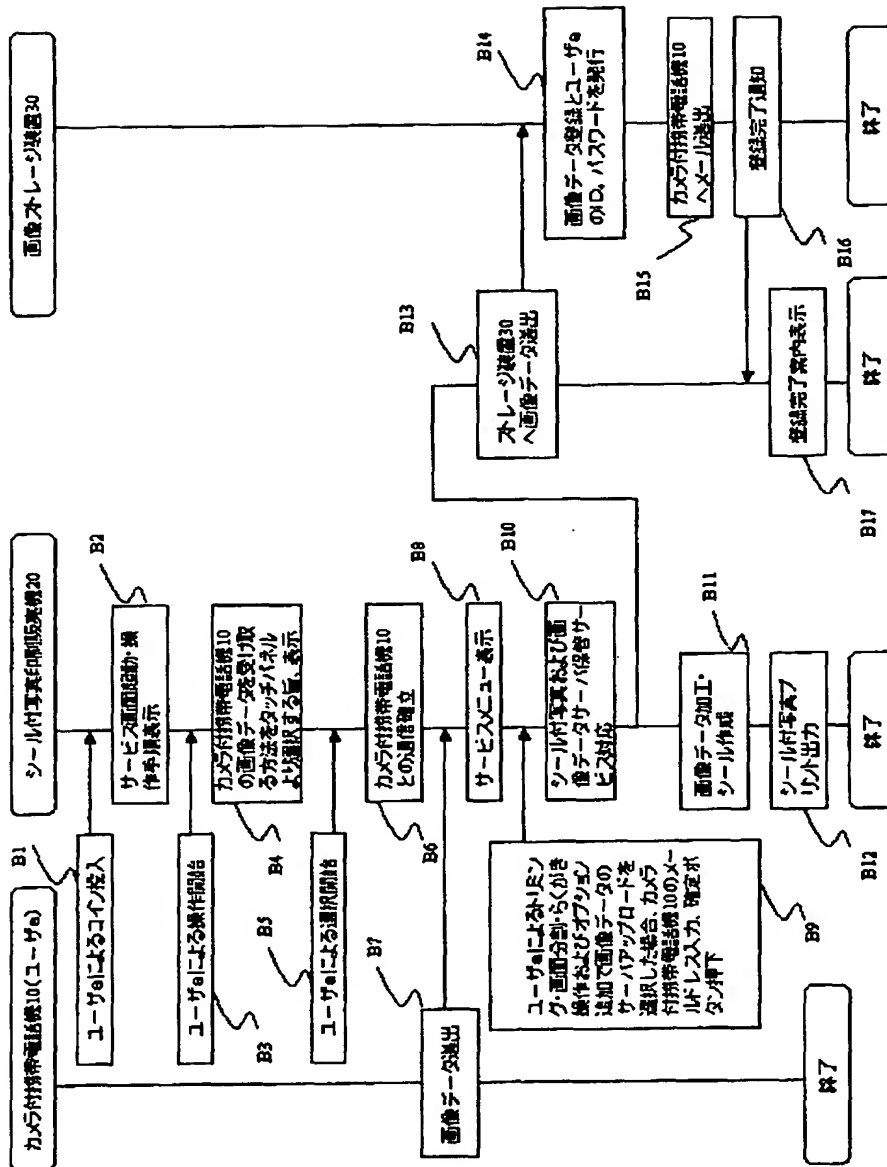 カメラ付携帯電話機10(ユーザa)
シール付写真印刷販売機20
画像ストレージ装置30
B1
ユーザaによるコイン投入
B2
サービス画面起動・操
作手順表示
ユーザaによる操作開始
B3
カメラ付携帯電話機10
の画像データを受け取
る方法をタッチパネル
より選択する旨、表示
B4
B5
ユーザaによる選択開始
カメラ付携帯電話機10
との通信確立
B6
B7
画像データ送出
B8
サービスメニュー表示
ユーザaによるトリミン
グ・画面分割・らくがき
操作およびオプション
追加で画像データの
サーバアップロードを
選択した場合、カメラ
付携帯電話機10のメー
ルアドレス入力、確定ボ
タン押下
B9
B10
シール付写真および画
像データサーバ保管サー
ビス対応
B11
画像データ加工・
シール作成
シール付写真プ
リント出力
B12
B13
ストレージ装置30
へ画像データ送出
B14
画像データ登録とユーザa
のID、パスワードを発行
カメラ付携帯電話機10
へメール送出
B15
登録完了通知
B16
登録完了案内表示
B17
終了
終了
終了
終了